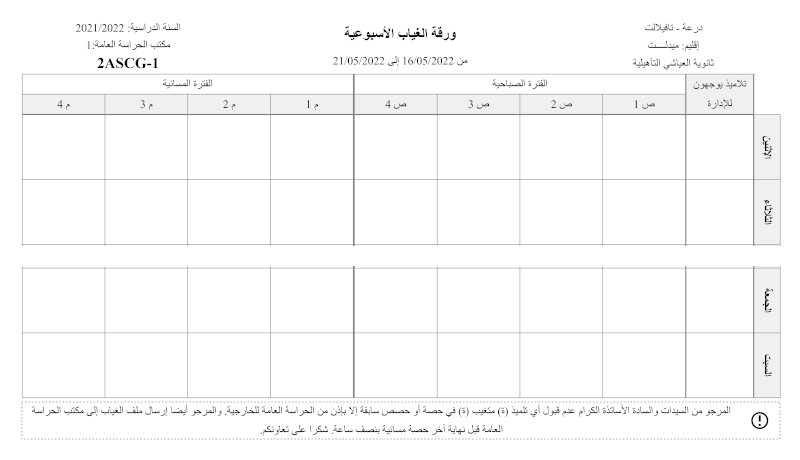 درعة - تافيلالت
ورقة الغياب الأسبوعية
السنة الدراسية: 2021/2022
إقليم: ميدلـــت
مكتب الحراسة العامة:1
ثانوية العياشي التأهيلية
من 16/05/2022 إلى 21/05/2022
2ASCG-1
تلاميذ يوجهون
للإدارة
الفترة الصباحية
الفترة المسائية
ص 1
ص 2
ص 3
ص 4
م 1
م 2
م 3
م 4
الإثنين
الثلاثاء
الجمعة
السبت
المرجو من السيدات والسادة الأساتذة الكرام عدم قبول أي تلميذ (ة) متغيب (ة) في حصة أو حصص سابقة إلا بإذن من الحراسة العامة للخارجية. والمرجو أيضا إرسال ملف الغياب إلى مكتب الحراسة
العامة قبل نهاية آخر حصة مسائية بنصف ساعة. شكرا على تعاونكم.